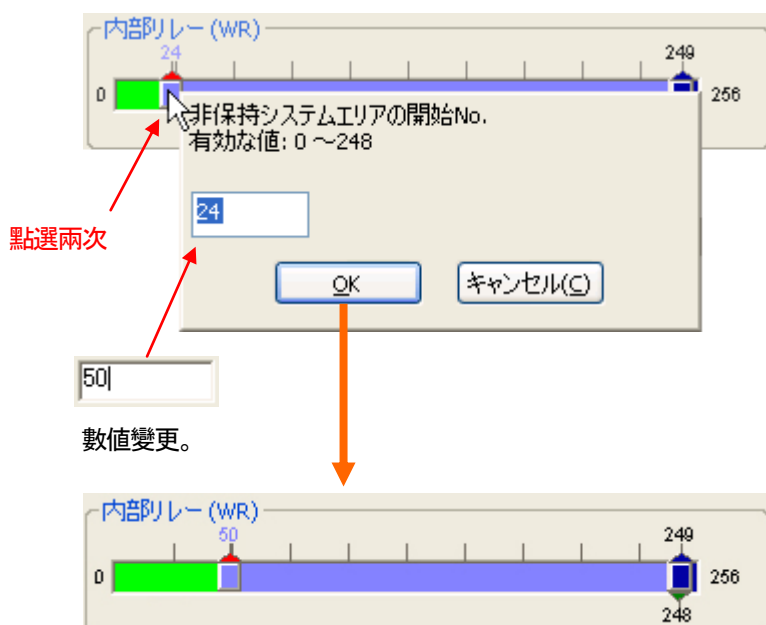 内部リレー (WR)
24
249
0
256
非保持システムエリアの開始No.
有効な値: 0 ～248
24
點選兩次
OK
キャンセル(C)
50
數值變更。
内部リレー (WR)
50
249
0
256
248